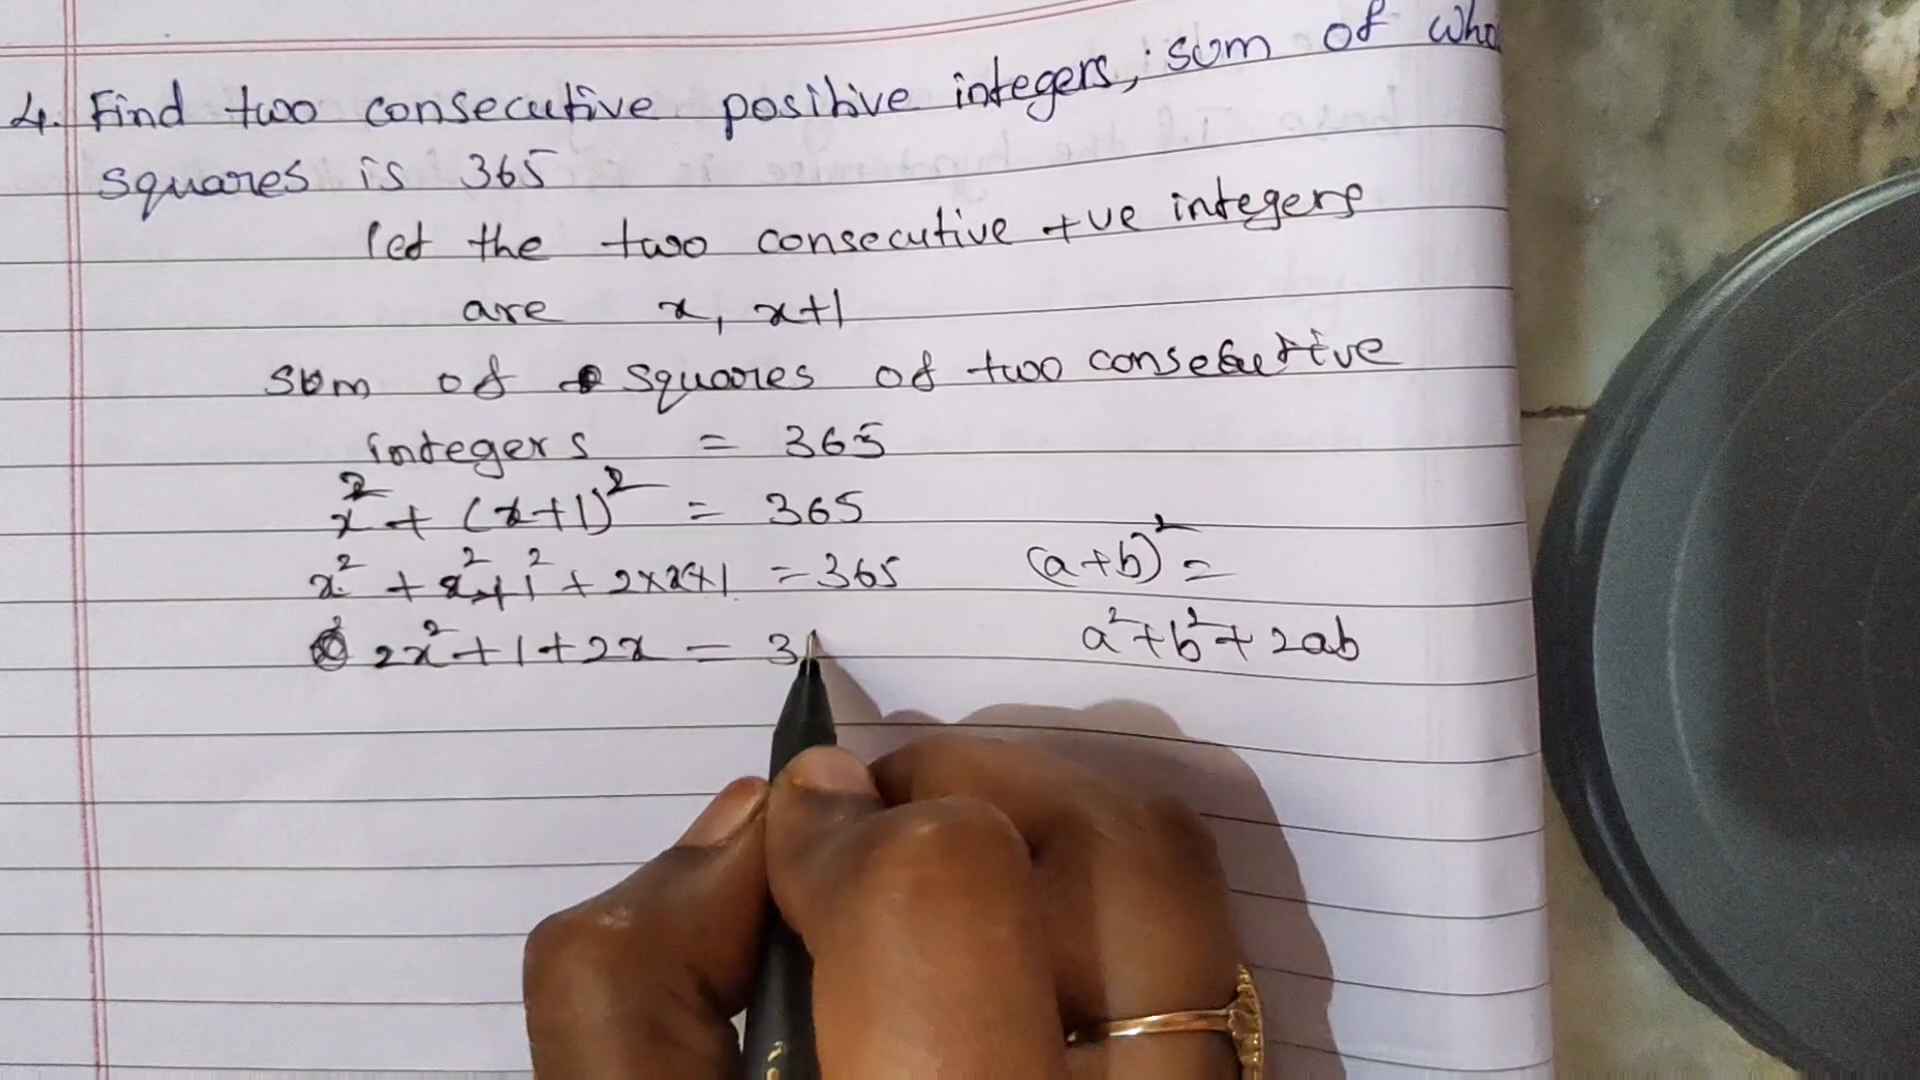 4. Find two consecutive positive integers, sum of who
squares is 365
let the two consecutive +ve integers
are x, x+1
sum of squares of two consecutive
integers = 365
x² + (x+1)² = 365
x² + x²+1² + 2×x×1 = 365
(a+b)² =
2x²+1+2x = 3
a²+b²+2ab